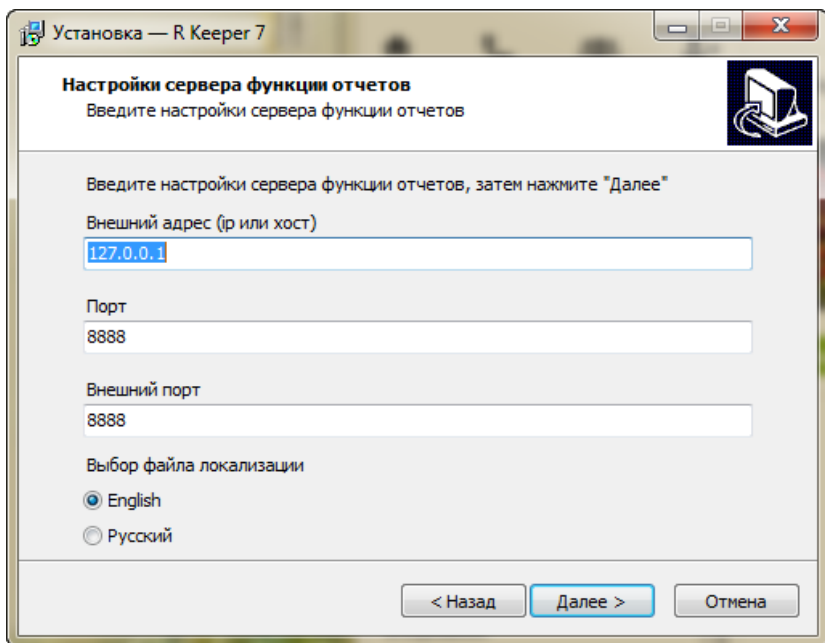 Установка — R Keeper 7
Настройки сервера функции отчетов
Введите настройки сервера функции отчетов
Введите настройки сервера функции отчетов, затем нажмите "Далее"
Внешний адрес (ip или хост)
127.0.0.1
Порт
8888
Внешний порт
8888
Выбор файла локализации
English
Русский
< Назад
Далее >
Отмена